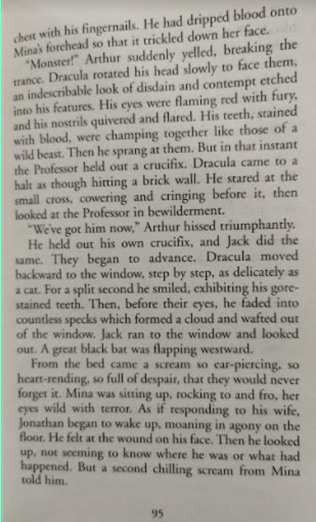 chest with his fingernails. He had dripped blood onto
Mina's forehead so that it trickled down her face.
"Monster!" Arthur suddenly yelled, breaking the
trance. Dracula rotated his head slowly to face them,
an indescribable look of disdain and contempt etched
into his features. His eyes were flaming red with fury,
and his nostrils quivered and flared. His teeth, stained
with blood, were champing together like those of a
wild beast. Then he sprang at them. But in that instant
the Professor held out a crucifix. Dracula came to a
halt as though hitting a brick wall. He stared at the
small cross, cowering and cringing before it, then
looked at the Professor in bewilderment.
"We've got him now," Arthur hissed triumphantly.
He held out his own crucifix, and Jack did the
same. They began to advance. Dracula moved
backward to the window, step by step, as delicately as
a cat. For a split second he smiled, exhibiting his gore-
stained teeth. Then, before their eyes, he faded into
countless specks which formed a cloud and wafted out
of the window. Jack ran to the window and looked
out. A great black bat was flapping westward.
From the bed came a scream so ear-piercing, so
heart-rending, so full of despair, that they would never
forget it. Mina was sitting up, rocking to and fro, her
eyes wild with terror. As if responding to his wife,
Jonathan began to wake up, moaning in agony on the
floor. He felt at the wound on his face. Then he looked
up, not seeming to know where he was or what had
happened. But a second chilling scream from Mina
told him.
95